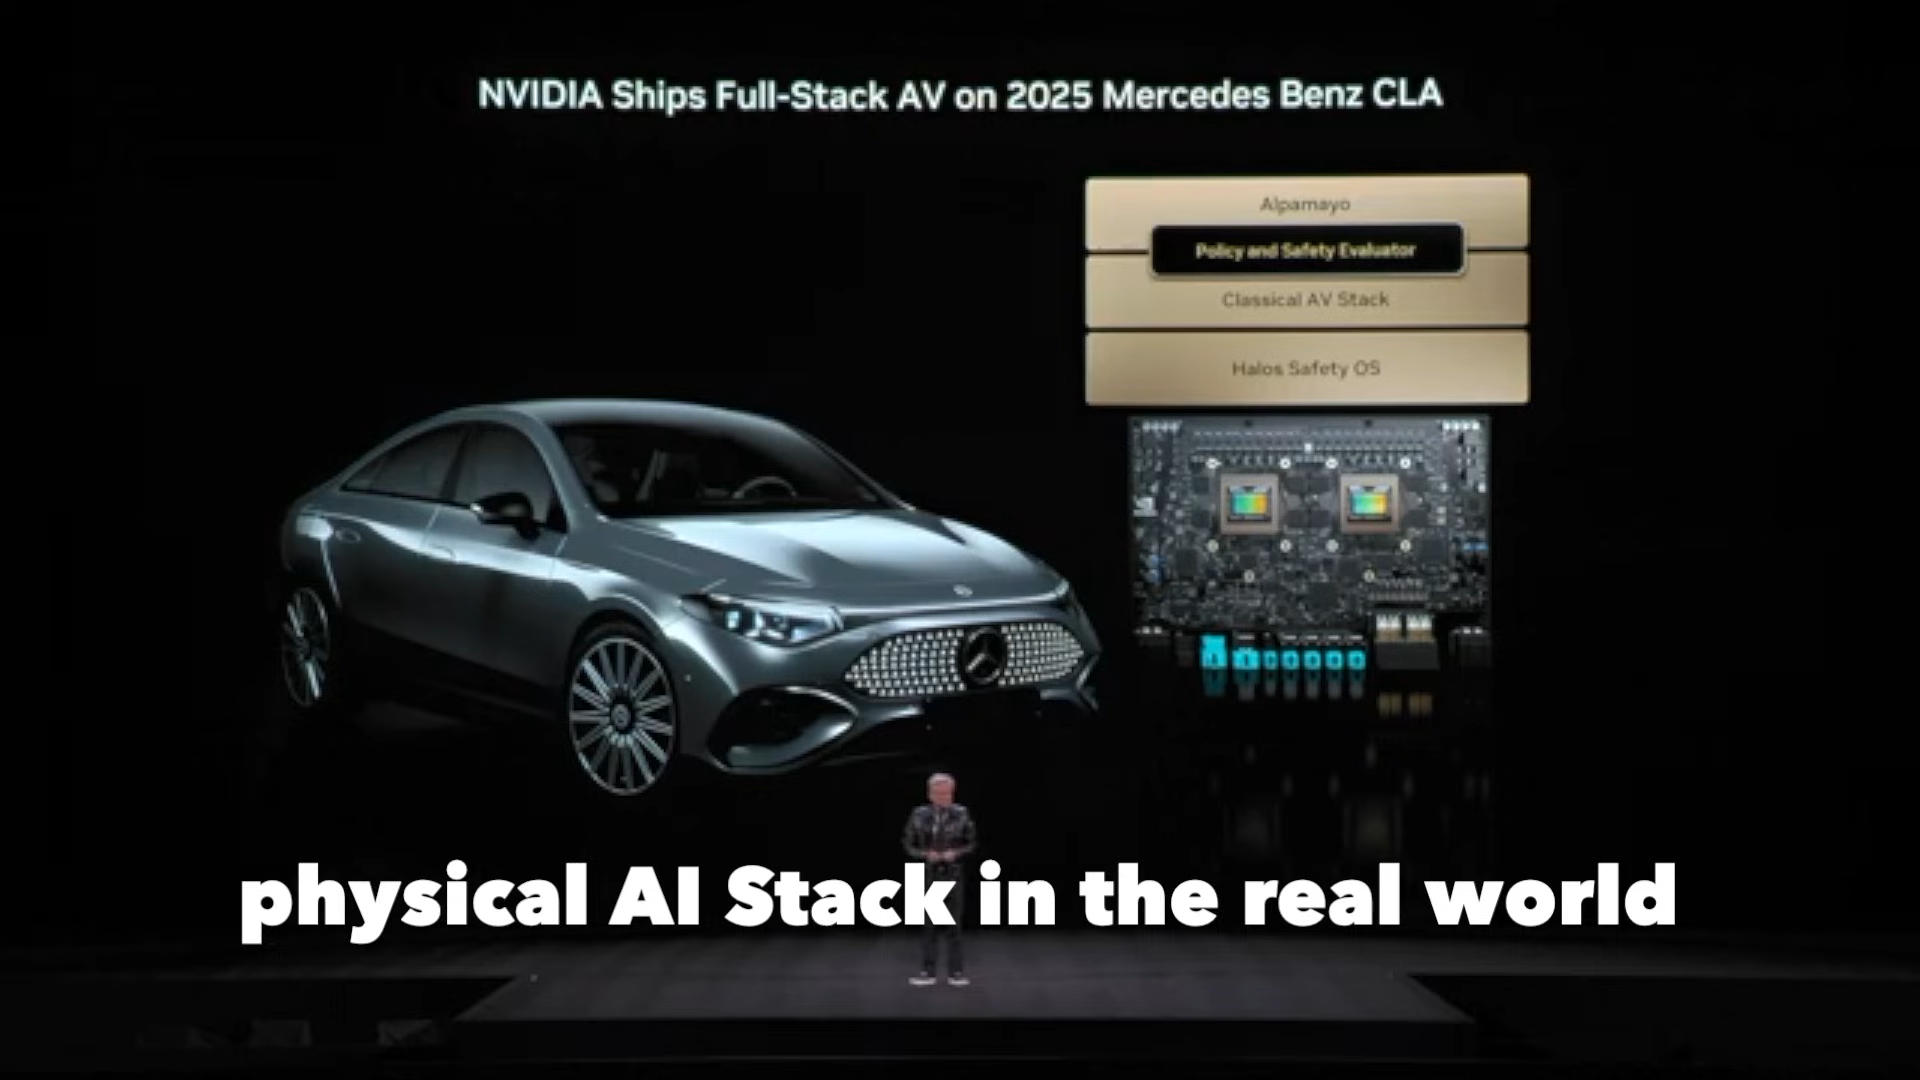 NVIDIA Ships Full-Stack AV on 2025 Mercedes Benz CLA
Alpamayo
Policy and Safety Evaluator
Classical AV Stack
Halos Safety OS
physical AI Stack in the real world